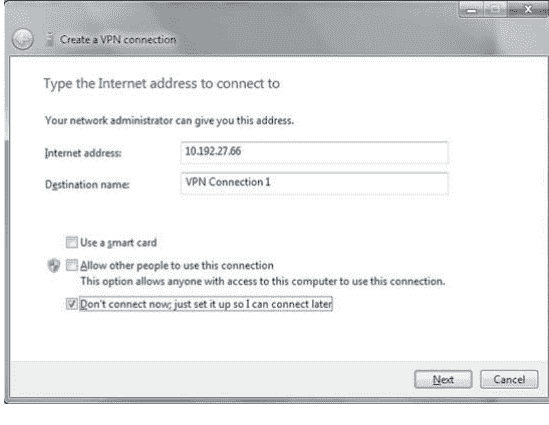 Create a VPN connection
Type the Internet address to connect to
Your network administrator can give you this address.
Internet address: 10.192.27.66
Destination name: VPN Connection 1
Use a smart card
Allow other people to use this connection
This option allows anyone with access to this computer to use this connection.
Don't connect now; just set it up so I can connect later
Next Cancel